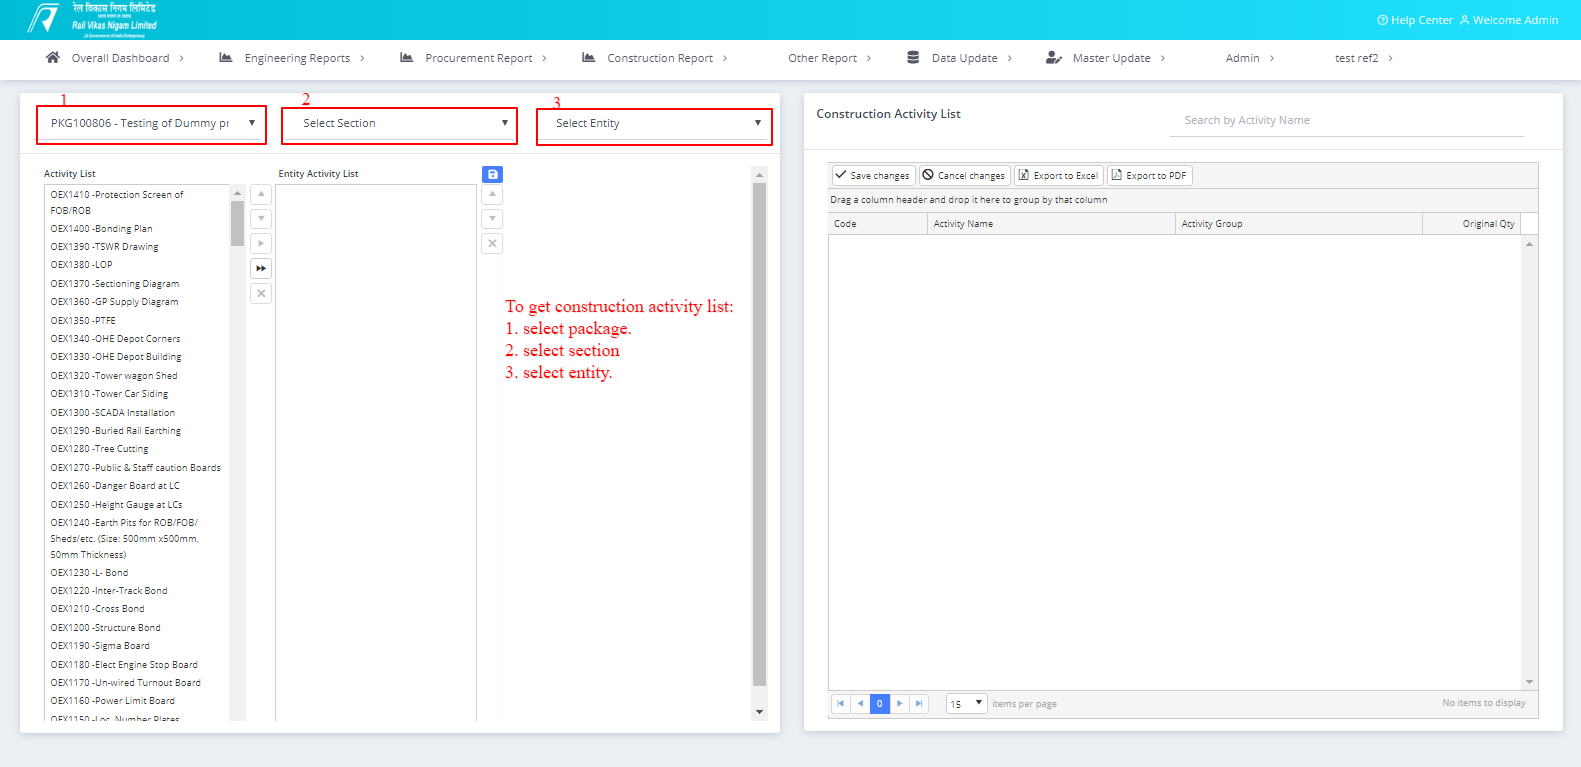 रेल विकास निगम लिमिटेड
(भारत सरकार का उपक्रम)
Rail Vikas Nigam Limited
(A Government of India Enterprise)
Help Center Welcome Admin
Overall Dashboard
Engineering Reports
Procurement Report
Construction Report
Other Report
Data Update
Master Update
Admin
test ref2
1
2
3
PKG100806 - Testing of Dummy pr
Select Section
Select Entity
Activity List
OEX1410 -Protection Screen of
FOB/ROB
OEX1400 -Bonding Plan
OEX1390 -TSWR Drawing
OEX1380 -LOP
OEX1370 -Sectioning Diagram
OEX1360 -GP Supply Diagram
OEX1350 -PTFE
OEX1340 -OHE Depot Corners
OEX1330 -OHE Depot Building
OEX1320 -Tower wagon Shed
OEX1310 -Tower Car Siding
OEX1300 -SCADA Installation
OEX1290 -Buried Rail Earthing
OEX1280 -Tree Cutting
OEX1270 -Public & Staff caution Boards
OEX1260 -Danger Board at LC
OEX1250 -Height Gauge at LCs
OEX1240 -Earth Pits for ROB/FOB/
Sheds/etc. (Size: 500mm x500mm,
50mm Thickness)
OEX1230 -L- Bond
OEX1220 -Inter-Track Bond
OEX1210 -Cross Bond
OEX1200 -Structure Bond
OEX1190 -Sigma Board
OEX1180 -Elect Engine Stop Board
OEX1170 -Un-wired Turnout Board
OEX1160 -Power Limit Board
OEX1150 -Loc. Number Plates
Entity Activity List
To get construction activity list:
1. select package.
2. select section
3. select entity.
Construction Activity List
Search by Activity Name
Save changes
Cancel changes
Export to Excel
Export to PDF
Drag a column header and drop it here to group by that column
Code
Activity Name
Activity Group
Original Qty
0
15
items per page
No items to display